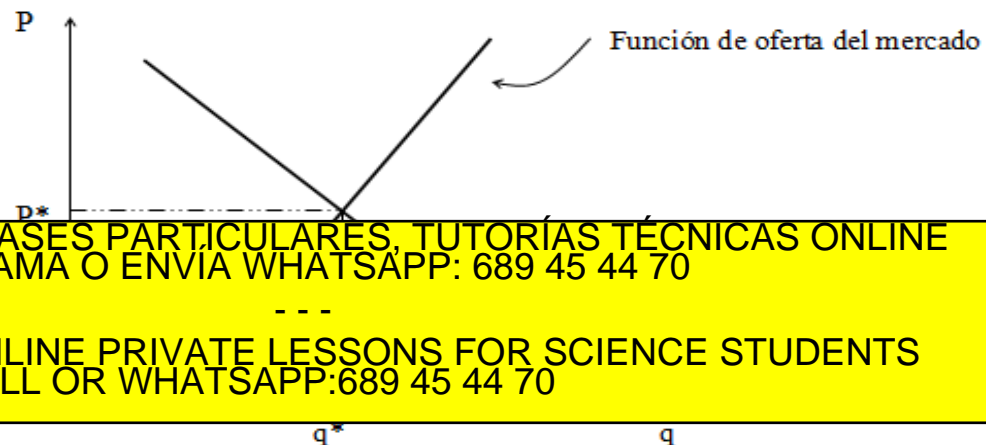 P
Función de oferta del mercado
P*
ASES PARTICULARES, TUTORÍAS TÉCNICAS ONLINE
AMA O ENVÍA WHATSAPP: 689 45 44 70
- - -
NLINE PRIVATE LESSONS FOR SCIENCE STUDENTS
LL OR WHATSAPP:689 45 44 70
q*
q